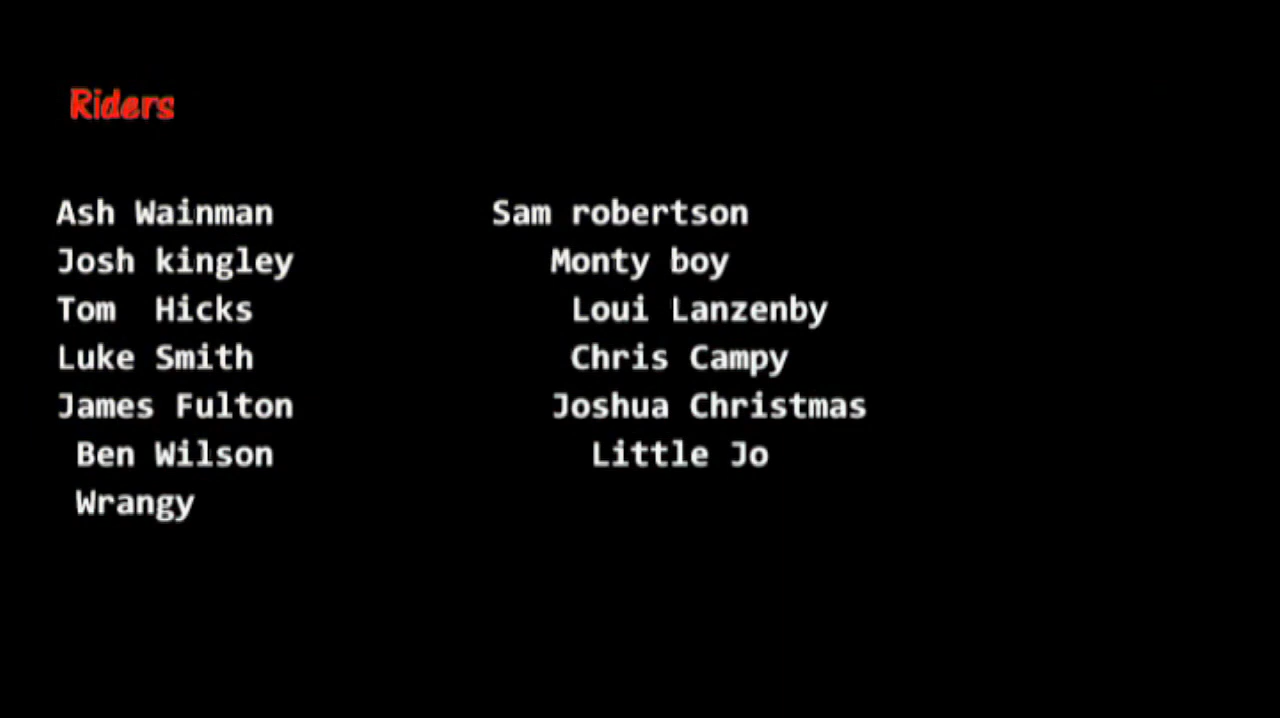 Riders
Ash Wainman Sam robertson
Josh kingley Monty boy
Tom Hicks Loui Lanzenby
Luke Smith Chris Campy
James Fulton Joshua Christmas
Ben Wilson Little Jo
Wrangy